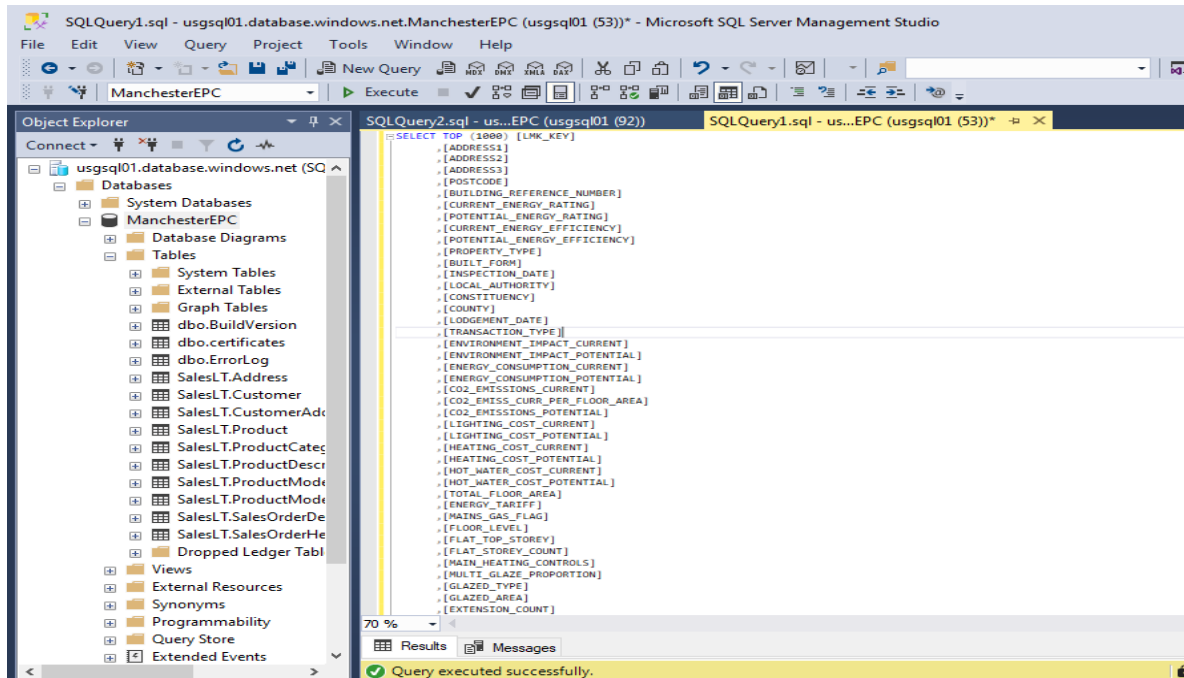 SQLQuery1.sql - usgsql01.database.windows.net.ManchesterEPC (usgsql01 (53))* - Microsoft SQL Server Management Studio
File Edit View Query Project Tools Window Help
New Query MDX DMX XMLA DAX
ManchesterEPC Execute
Object Explorer
Connect
usgsql01.database.windows.net (SQ
Databases
System Databases
ManchesterEPC
Database Diagrams
Tables
System Tables
External Tables
Graph Tables
dbo.BuildVersion
dbo.certificates
dbo.ErrorLog
SalesLT.Address
SalesLT.Customer
SalesLT.CustomerAdd
SalesLT.Product
SalesLT.ProductCateg
SalesLT.ProductDescr
SalesLT.ProductMode
SalesLT.ProductMode
SalesLT.SalesOrderDe
SalesLT.SalesOrderHe
Dropped Ledger Tabl
Views
External Resources
Synonyms
Programmability
Query Store
Extended Events
SQLQuery2.sql - us...EPC (usgsql01 (92)) SQLQuery1.sql - us...EPC (usgsql01 (53))*
SELECT TOP (1000) [LMK_KEY]
,[ADDRESS1]
,[ADDRESS2]
,[ADDRESS3]
,[POSTCODE]
,[BUILDING_REFERENCE_NUMBER]
,[CURRENT_ENERGY_RATING]
,[POTENTIAL_ENERGY_RATING]
,[CURRENT_ENERGY_EFFICIENCY]
,[POTENTIAL_ENERGY_EFFICIENCY]
,[PROPERTY_TYPE]
,[BUILT_FORM]
,[INSPECTION_DATE]
,[LOCAL_AUTHORITY]
,[CONSTITUENCY]
,[COUNTY]
,[LODGEMENT_DATE]
,[TRANSACTION_TYPE]
,[ENVIRONMENT_IMPACT_CURRENT]
,[ENVIRONMENT_IMPACT_POTENTIAL]
,[ENERGY_CONSUMPTION_CURRENT]
,[ENERGY_CONSUMPTION_POTENTIAL]
,[CO2_EMISSIONS_CURRENT]
,[CO2_EMISS_CURR_PER_FLOOR_AREA]
,[CO2_EMISSIONS_POTENTIAL]
,[LIGHTING_COST_CURRENT]
,[LIGHTING_COST_POTENTIAL]
,[HEATING_COST_CURRENT]
,[HEATING_COST_POTENTIAL]
,[HOT_WATER_COST_CURRENT]
,[HOT_WATER_COST_POTENTIAL]
,[TOTAL_FLOOR_AREA]
,[ENERGY_TARIFF]
,[MAINS_GAS_FLAG]
,[FLOOR_LEVEL]
,[FLAT_TOP_STOREY]
,[FLAT_STOREY_COUNT]
,[MAIN_HEATING_CONTROLS]
,[MULTI_GLAZE_PROPORTION]
,[GLAZED_TYPE]
,[GLAZED_AREA]
,[EXTENSION_COUNT]
70 %
Results Messages
Query executed successfully.